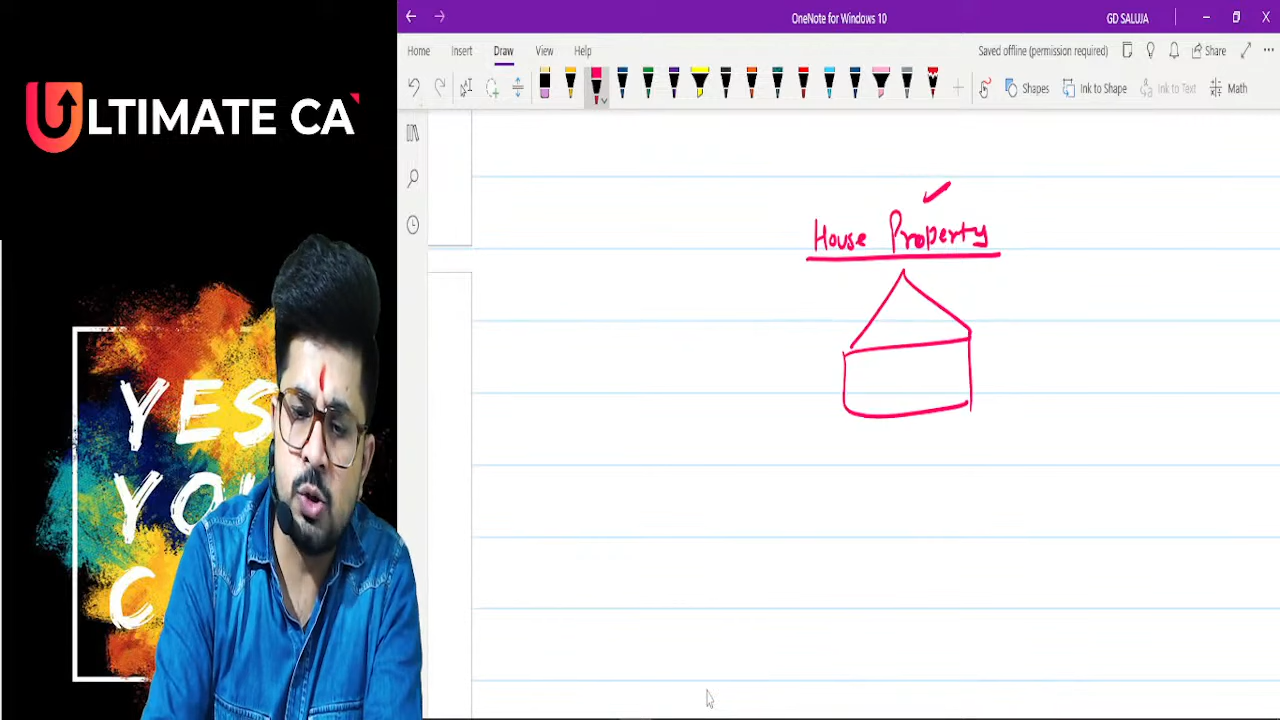 ULTIMATE CA
YES
YO
C
OneNote for Windows 10
GD SALUJA
Home Insert Draw View Help
Saved offline (permission required)
Share
Shapes
Ink to Shape
Ink to Text
Math
House Property